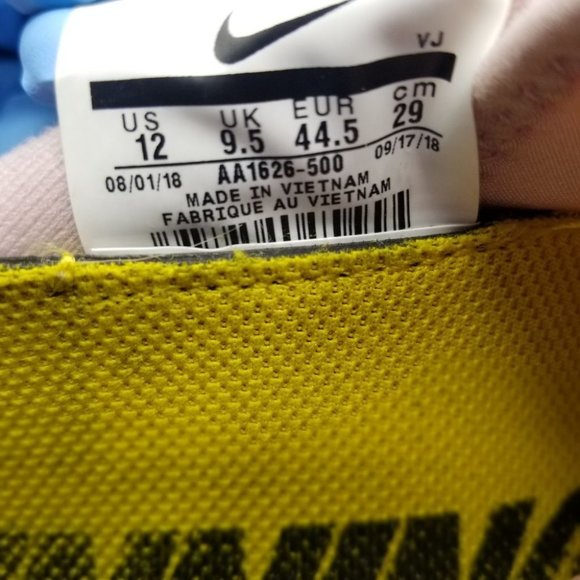 VJ
US UK EUR cm
12 9.5 44.5 29
08/01/18 AA1626-500 09/17/18
MADE IN VIETNAM
FABRIQUE AU VIETNAM